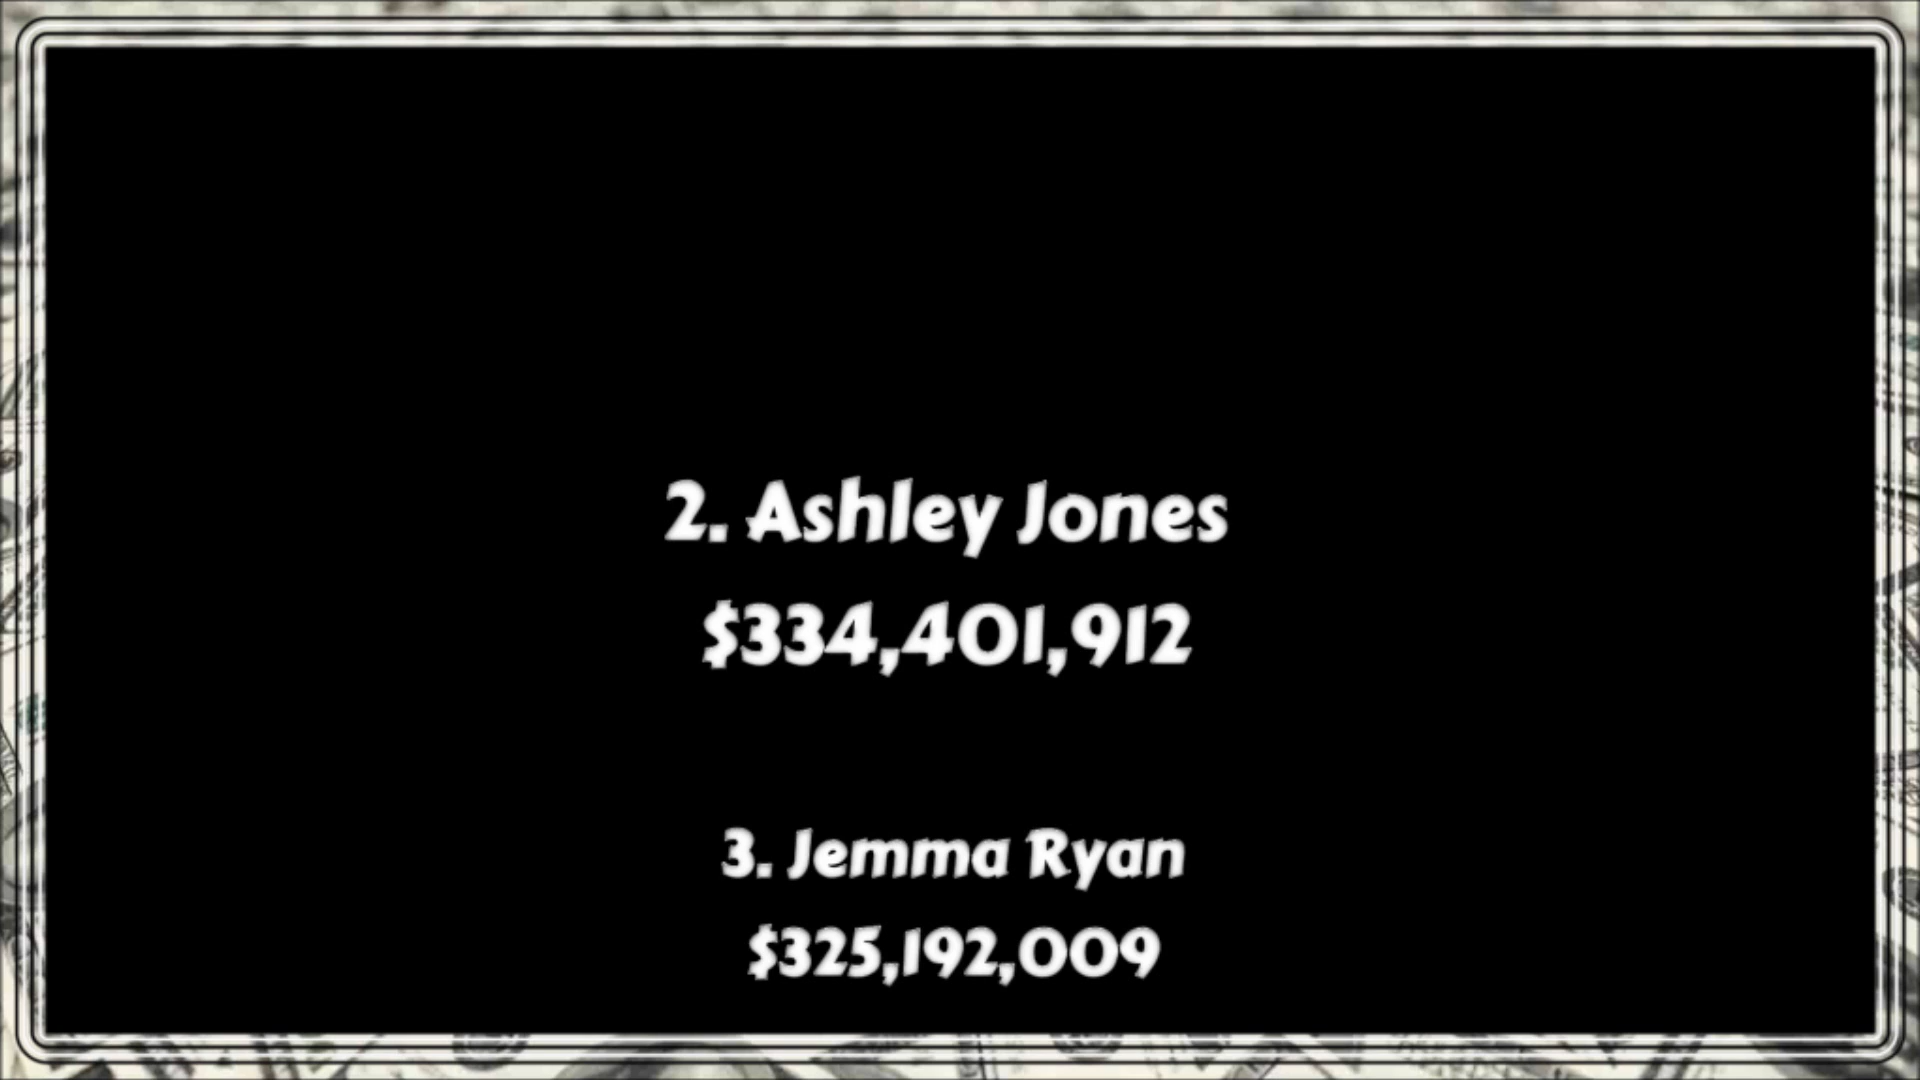 2. Ashley Jones
$334,401,912
3. Jemma Ryan
$325,192,009